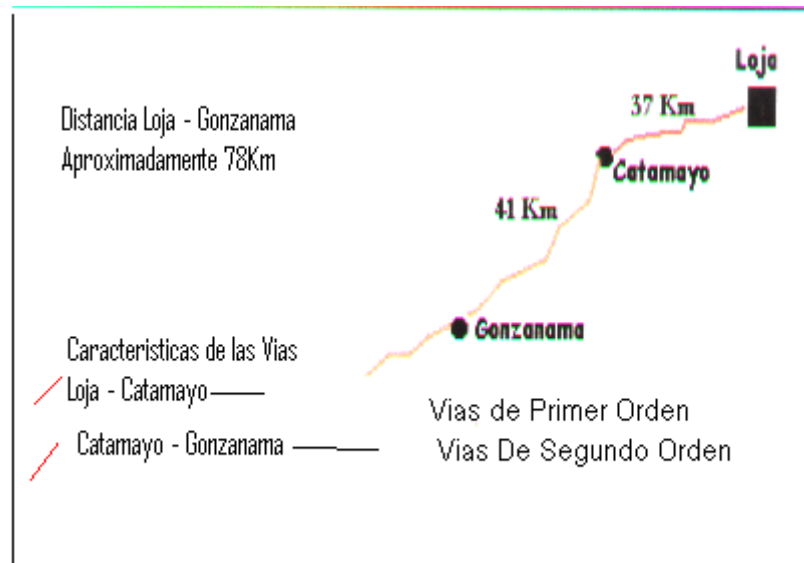 Loja
37 Km
Distancia Loja - Gonzanama
Aproximadamente 78Km
Catamayo
41 Km
Gonzanama
Caracteristicas de las Vias
Loja - Catamayo
Vias de Primer Orden
Catamayo - Gonzanama
Vias De Segundo Orden